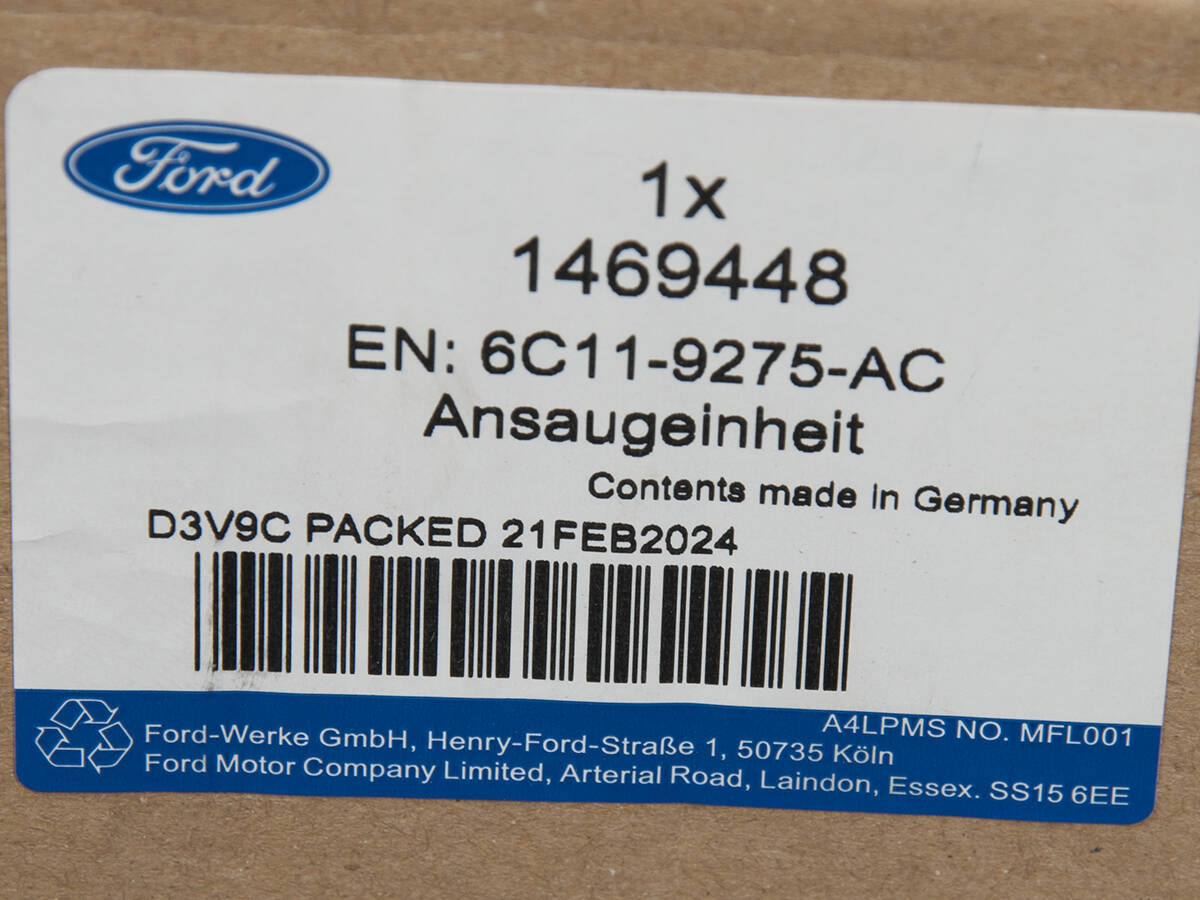 Ford
1x
1469448
EN: 6C11-9275-AC
Ansaugeinheit
Contents made in Germany
D3V9C PACKED 21FEB2024
A4LPMS NO. MFL001
Ford-Werke GmbH, Henry-Ford-Straße 1, 50735 Köln
Ford Motor Company Limited, Arterial Road, Laindon, Essex. SS15 6EE